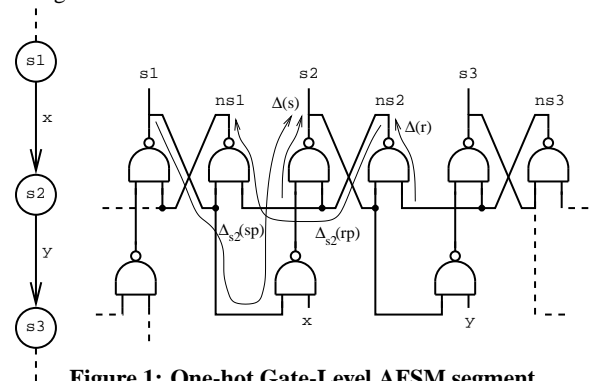 s1
x
s2
y
s3
s1
ns1
s2
ns2
s3
ns3
Δ(s)
Δ(r)
Δs2(sp)
Δs2(rp)
x
y
Figure 1: One-hot Gate-Level AFSM segment